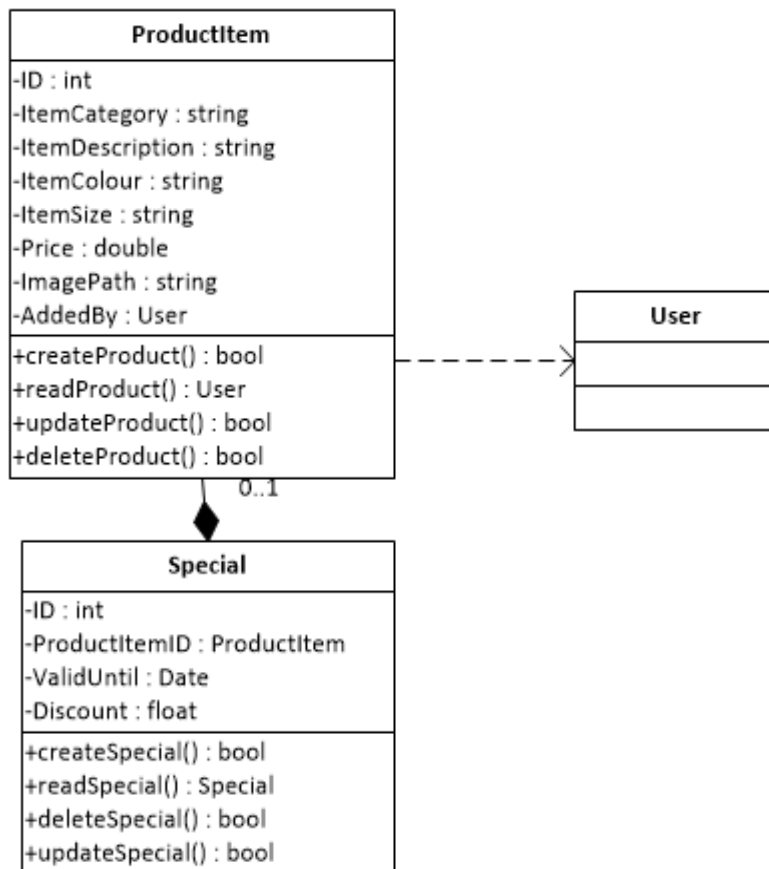 ProductItem
-ID : int
-ItemCategory : string
-ItemDescription : string
-ItemColour : string
-ItemSize : string
-Price : double
-ImagePath : string
-AddedBy : User
+createProduct() : bool
+readProduct() : User
+updateProduct() : bool
+deleteProduct() : bool
User
0..1
Special
-ID : int
-ProductItemID : ProductItem
-ValidUntil : Date
-Discount : float
+createSpecial() : bool
+readSpecial() : Special
+deleteSpecial() : bool
+updateSpecial() : bool